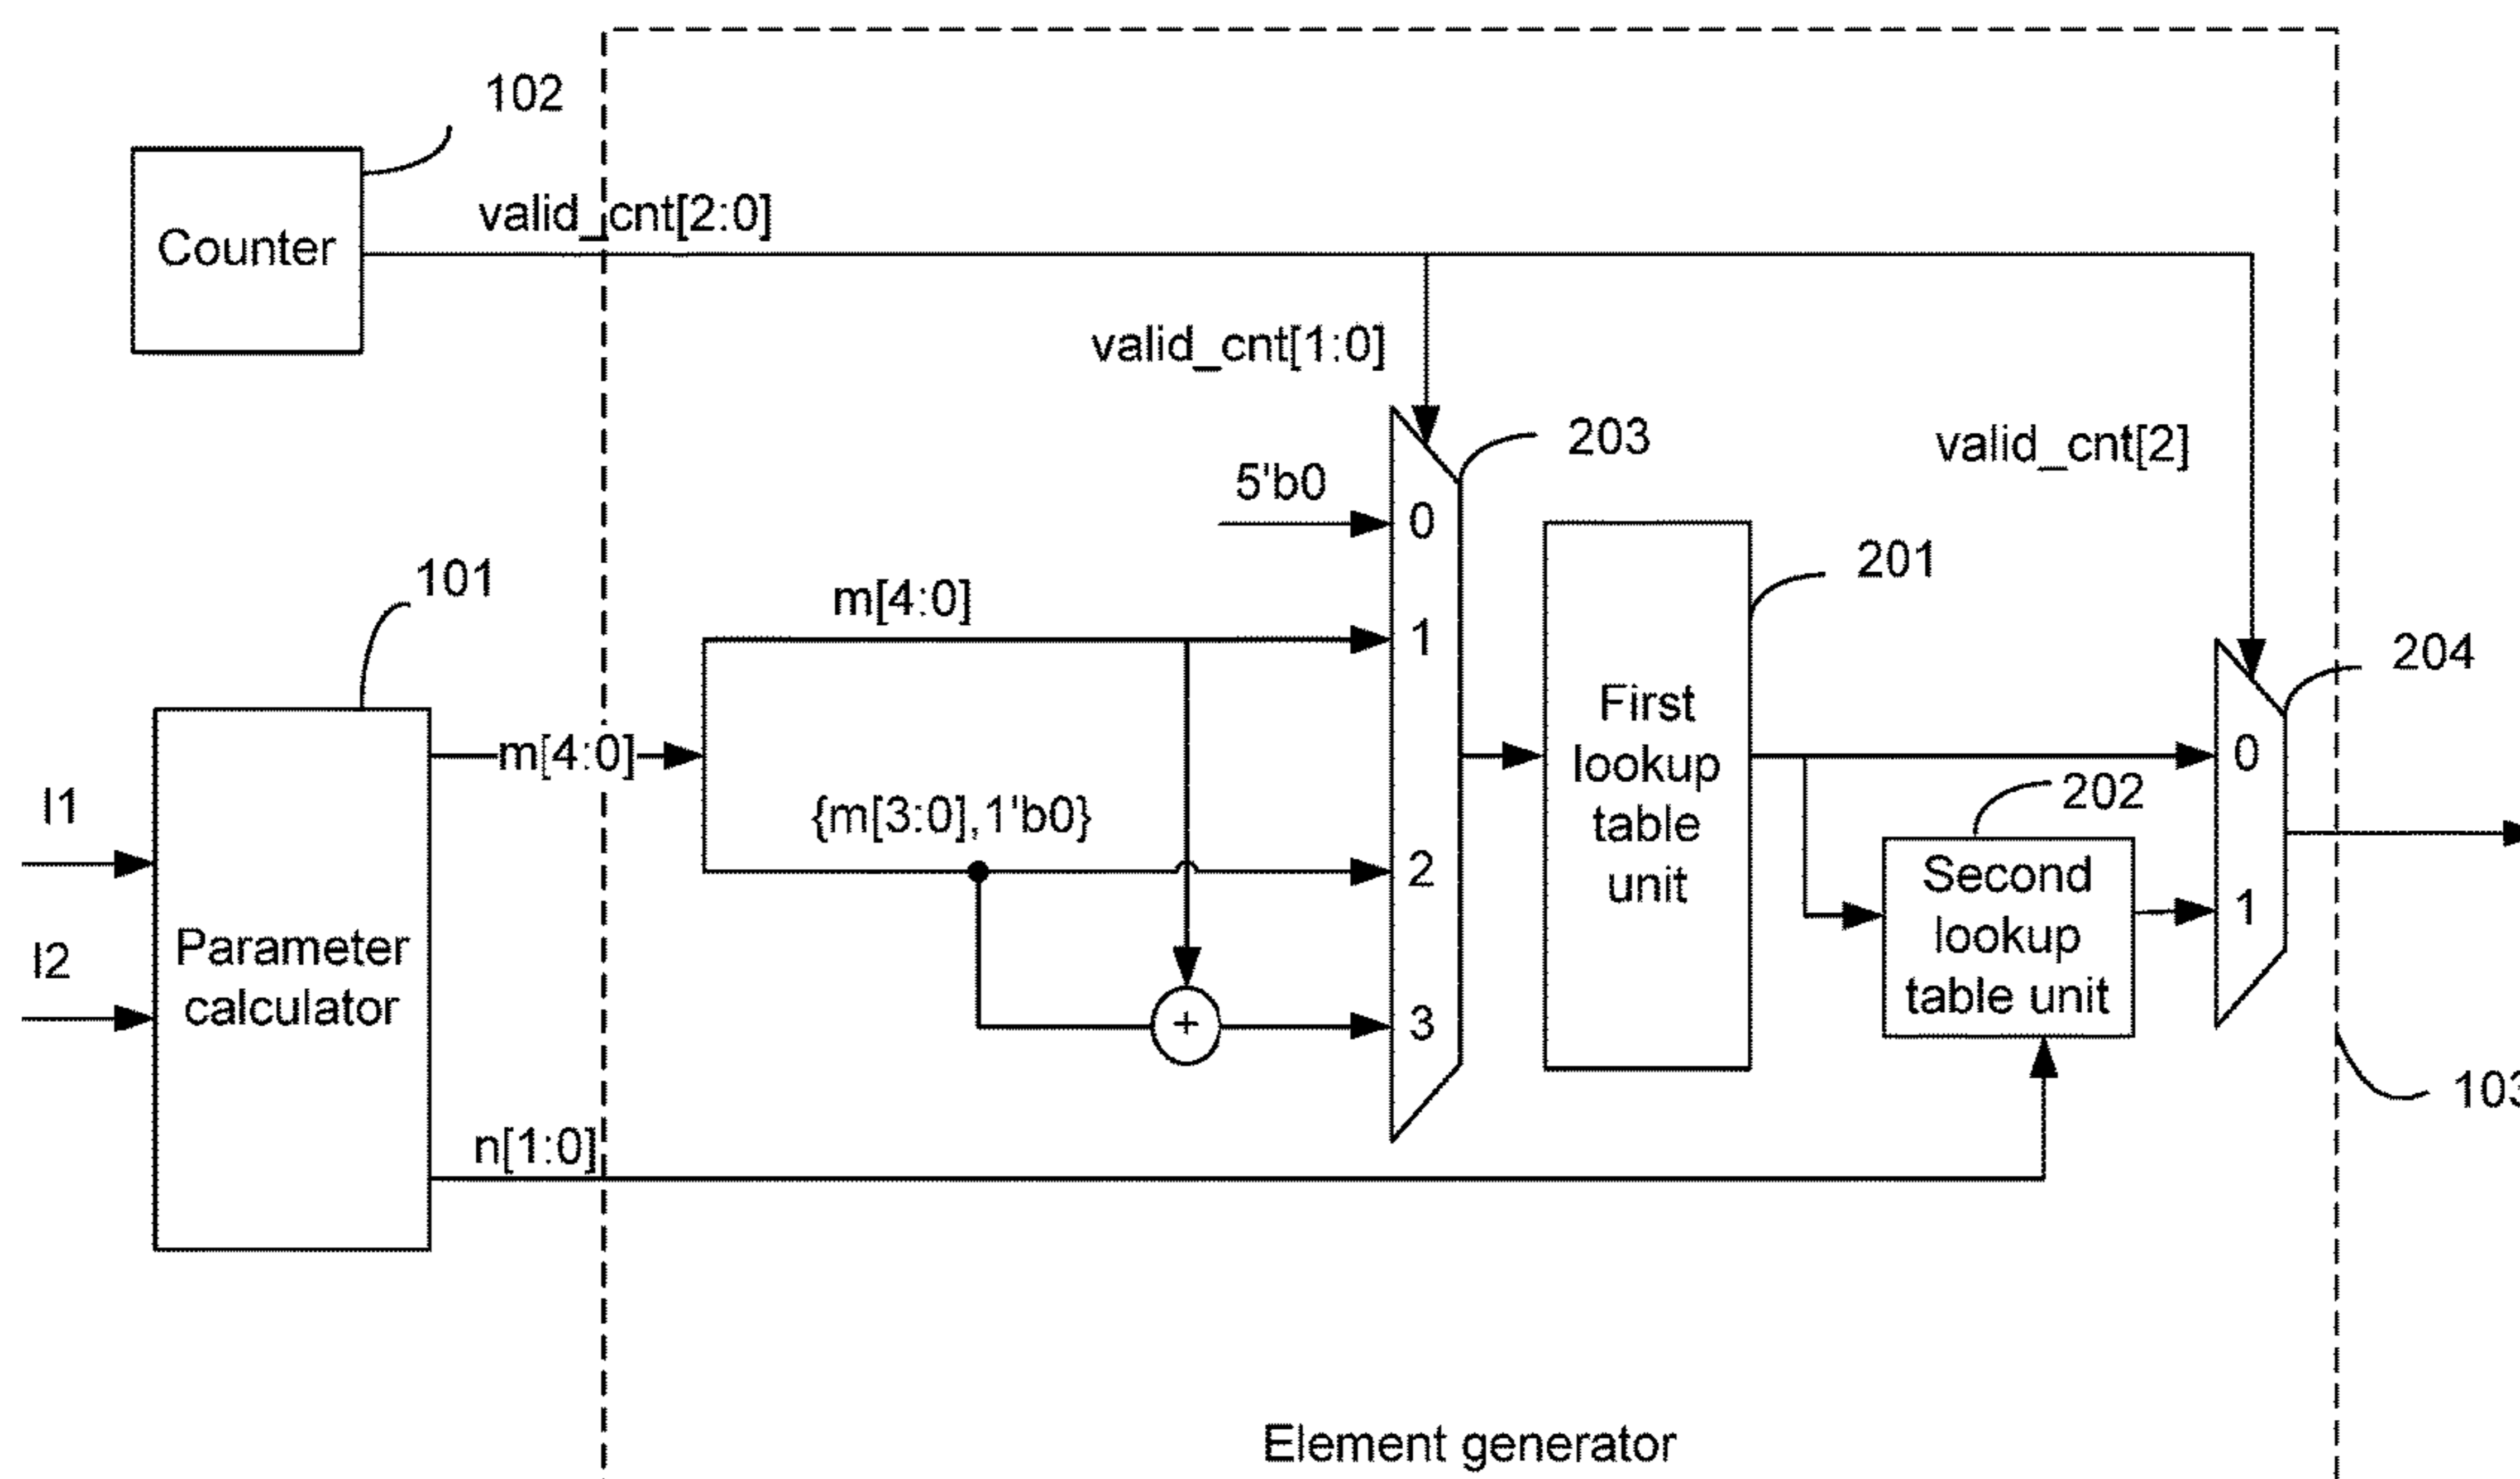 102
Counter
valid_cnt[2:0]
valid_cnt[1:0]
203
valid_cnt[2]
5'b0
0
101
m[4:0]
1
201
204
First
lookup
table
unit
m[4:0]
0
I1
{m[3:0],1'b0}
202
2
Second
lookup
table unit
1
I2
Parameter
calculator
+
3
103
n[1:0]
Element generator